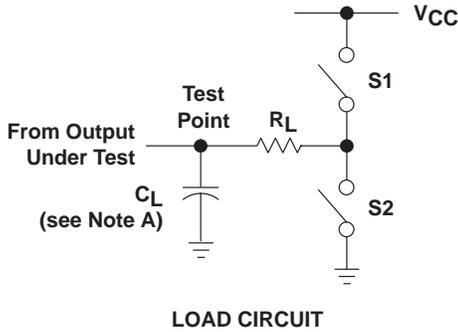 VCC
S1
Test
Point
RL
From Output
Under Test
CL
(see Note A)
S2
LOAD CIRCUIT